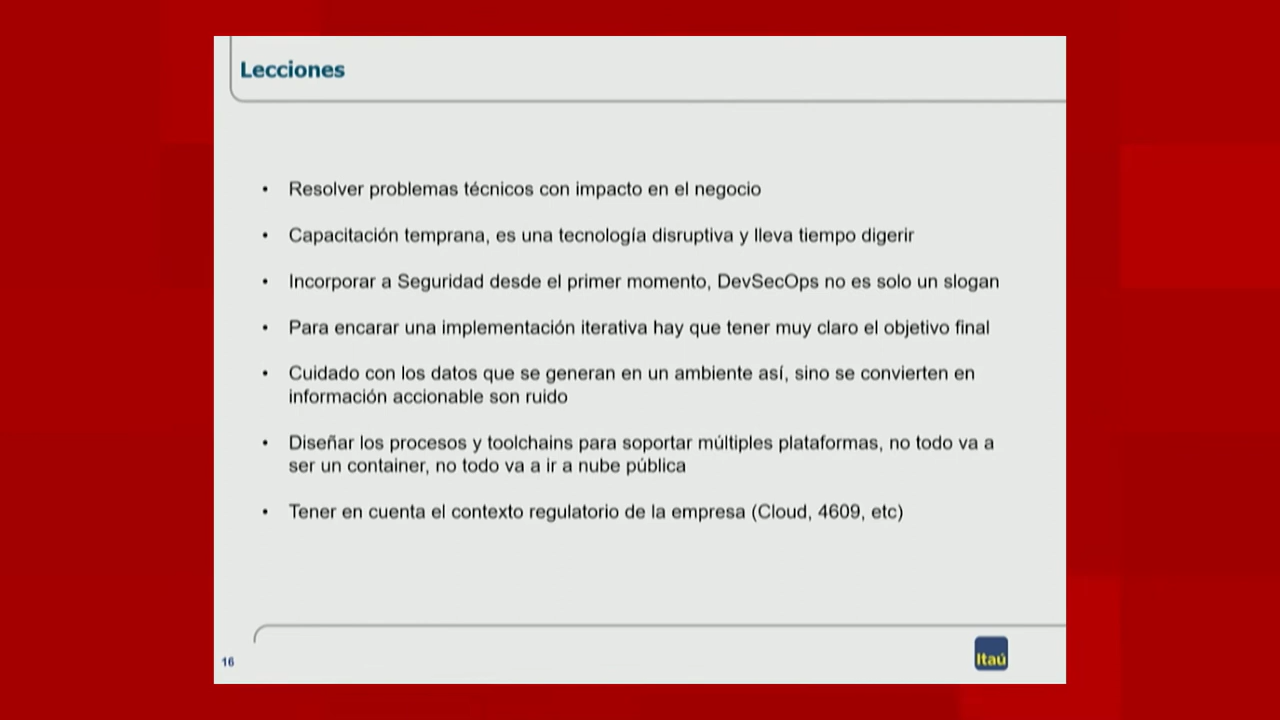 Lecciones
• Resolver problemas técnicos con impacto en el negocio
• Capacitación temprana, es una tecnología disruptiva y lleva tiempo digerir
• Incorporar a Seguridad desde el primer momento, DevSecOps no es solo un slogan
• Para encarar una implementación iterativa hay que tener muy claro el objetivo final
• Cuidado con los datos que se generan en un ambiente así, sino se convierten en
información accionable son ruido
• Diseñar los procesos y toolchains para soportar múltiples plataformas, no todo va a
ser un container, no todo va a ir a nube pública
• Tener en cuenta el contexto regulatorio de la empresa (Cloud, 4609, etc)
16
Itaú